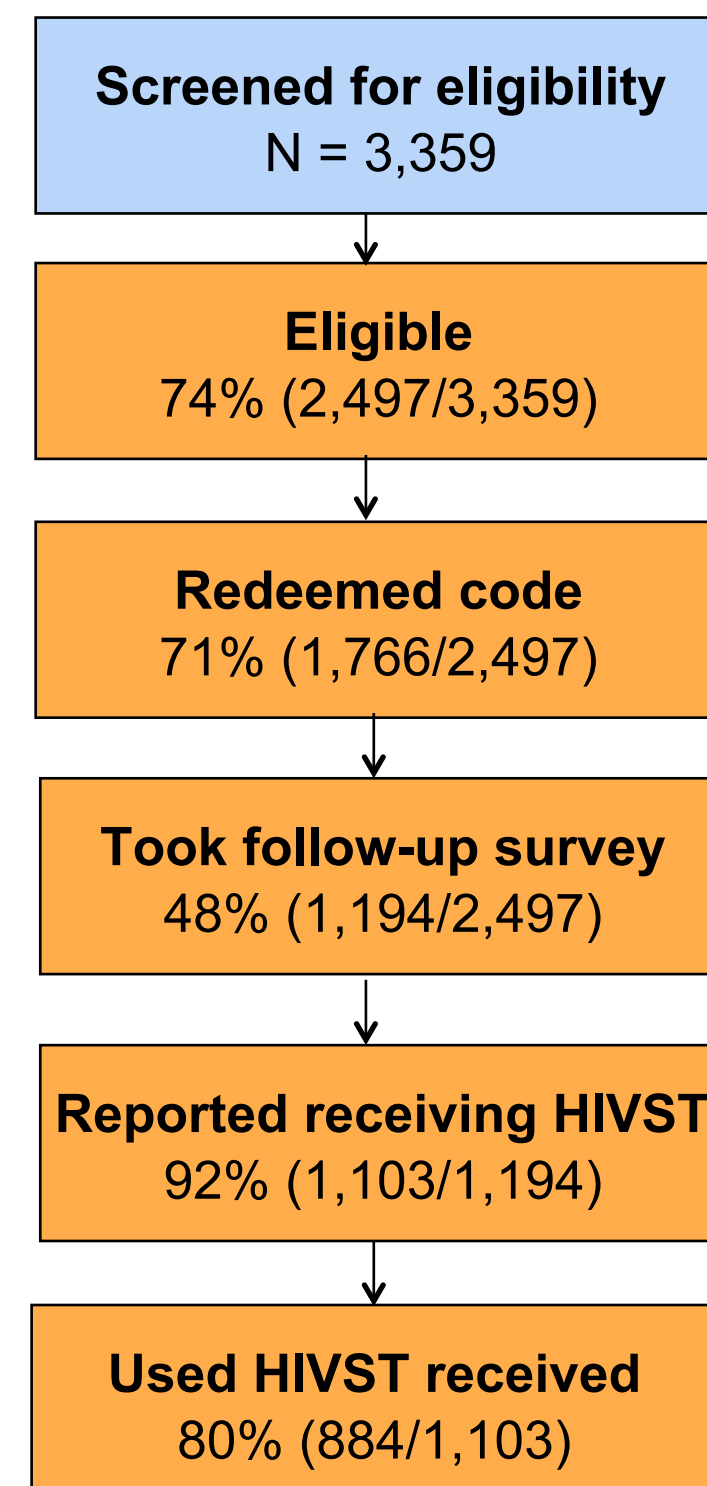 Screened for eligibility
N = 3,359
Eligible
74% (2,497/3,359)
Redeemed code
71% (1,766/2,497)
Took follow-up survey
48% (1,194/2,497)
Reported receiving HIVST
92% (1,103/1,194)
Used HIVST received
80% (884/1,103)